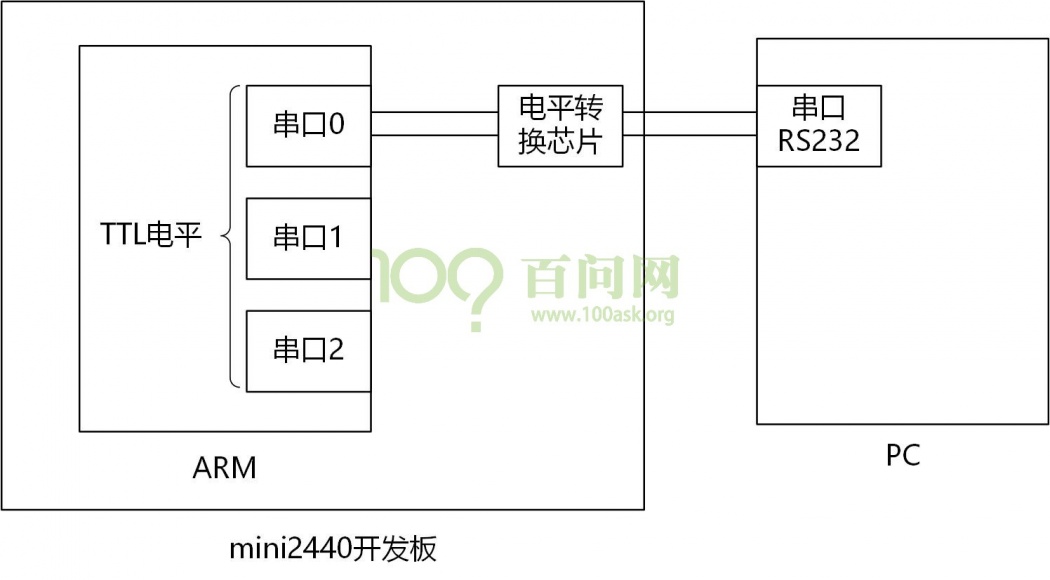 串口0
电平转
换芯片
串口
RS232
TTL电平
串口1
100?
百问网
www.100ask.org
串口2
ARM
PC
mini2440开发板